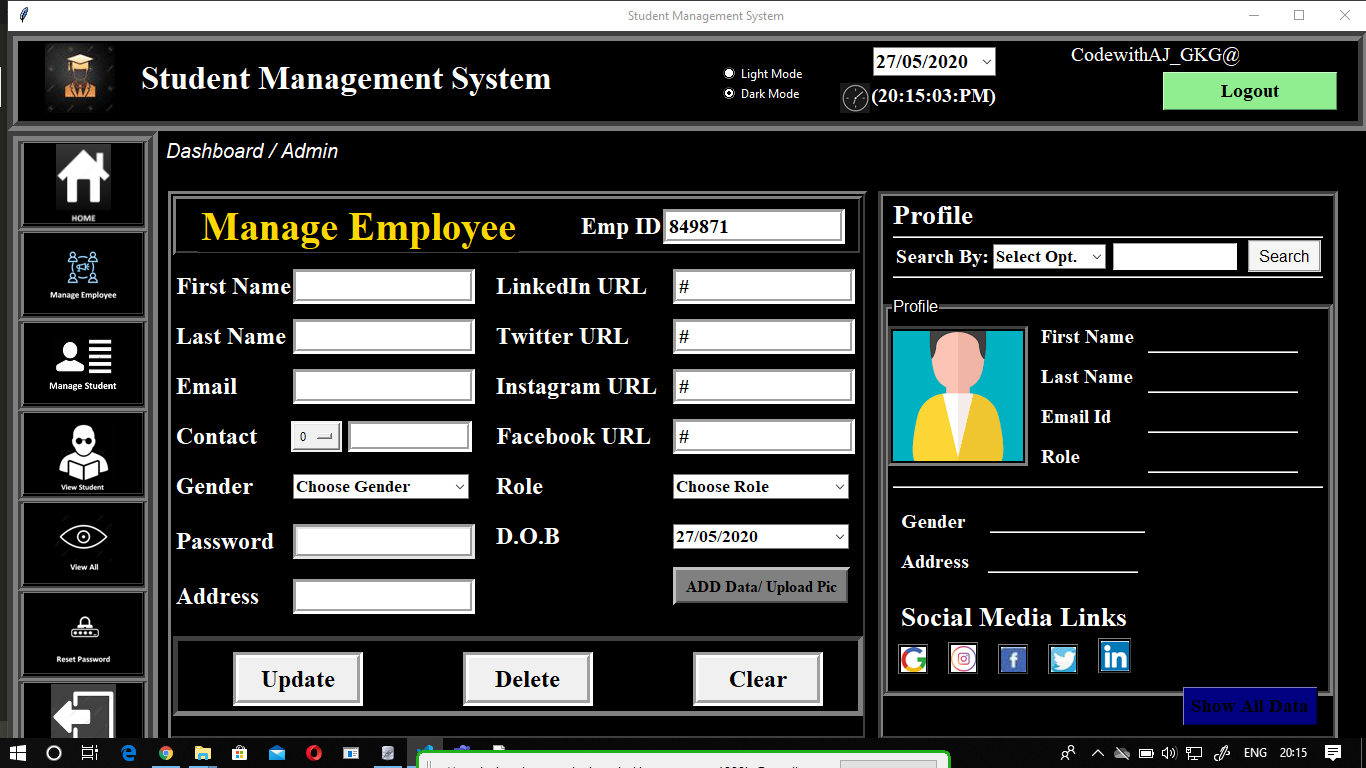 Student Management System
Student Management System
Light Mode
Dark Mode
27/05/2020
(20:15:03:PM)
CodewithAJ_GKG@
Logout
HOME
Manage Employee
Manage Student
View Student
View All
Reset Password
Dashboard / Admin
Manage Employee
Emp ID 849871
First Name
LinkedIn URL #
Last Name
Twitter URL #
Email
Instagram URL #
Contact 0
Facebook URL #
Gender Choose Gender
Role Choose Role
Password
D.O.B 27/05/2020
Address
ADD Data/ Upload Pic
Update
Delete
Clear
Profile
Search By: Select Opt.
Search
Profile
First Name
Last Name
Email Id
Role
Gender
Address
Social Media Links
Show All Data
ENG
20:15